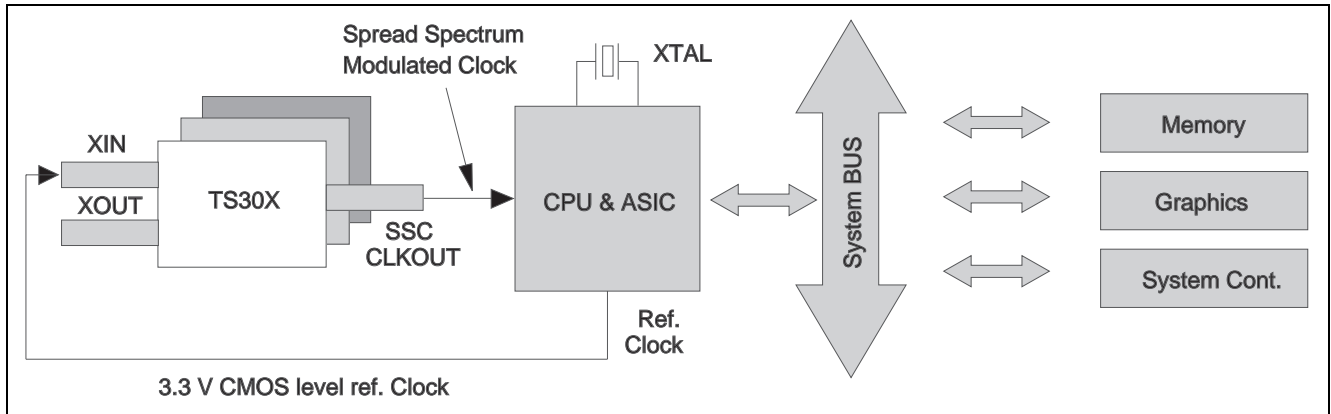 Spread Spectrum
Modulated Clock
XTAL
XIN
XOUT
TS30X
SSC
CLKOUT
CPU & ASIC
System BUS
Memory
Graphics
System Cont.
Ref.
Clock
3.3 V CMOS level ref. Clock